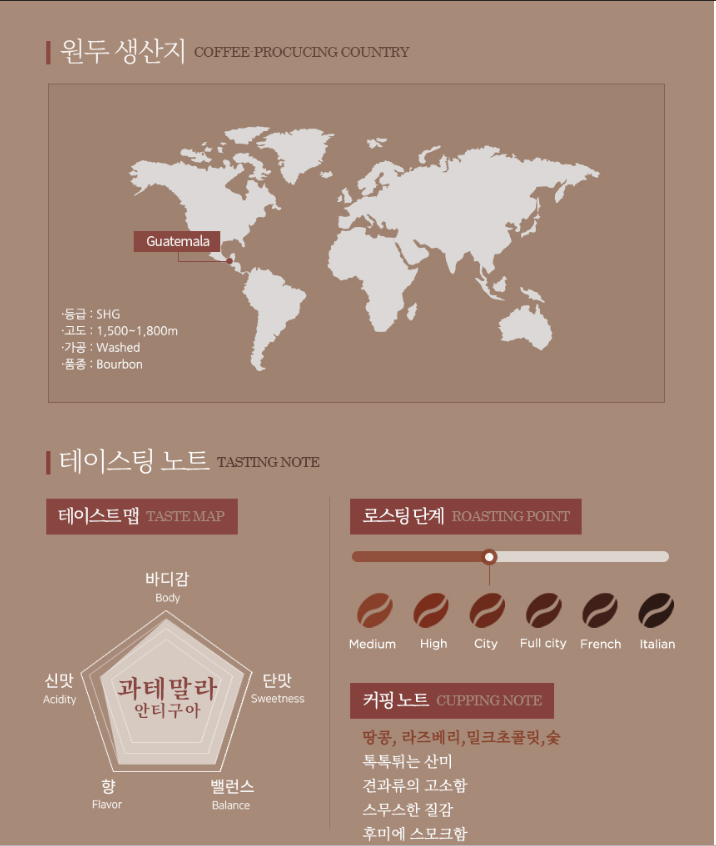 원두 생산지 COFFEE-PROCUCING COUNTRY
Guatemala
·등급 : SHG
·고도 : 1,500~1,800m
·가공 : Washed
·품종 : Bourbon
테이스팅 노트 TASTING NOTE
테이스트 맵 TASTE MAP
바디감
Body
신맛
Acidity
단맛
Sweetness
과테말라
안티구아
향
Flavor
밸런스
Balance
로스팅 단계 ROASTING POINT
Medium High City Full city French Italian
커핑 노트 CUPPING NOTE
땅콩, 라즈베리,밀크초콜릿,숯
톡톡튀는 산미
견과류의 고소함
스무스한 질감
후미에 스모크함